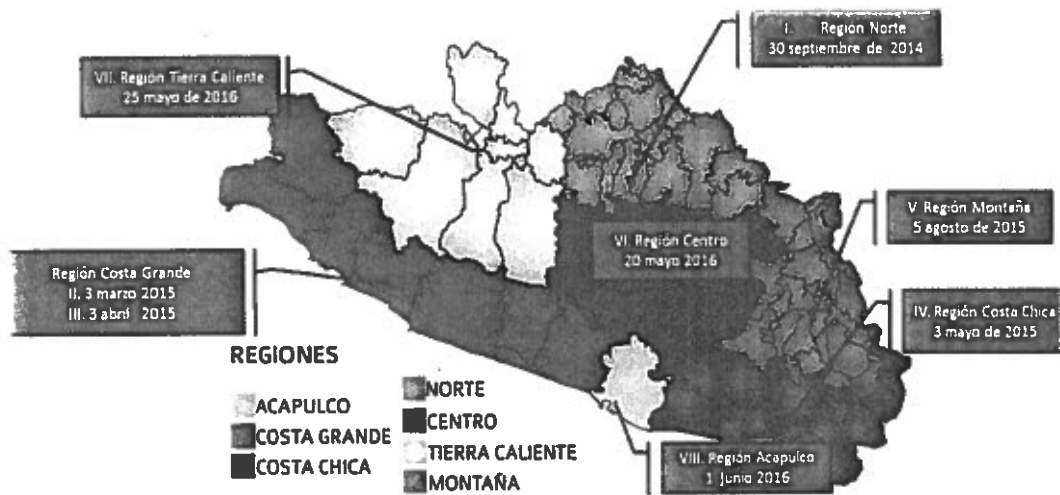 I. Región Norte
30 septiembre de 2014
VII. Región Tierra Caliente
25 mayo de 2016
V. Región Montaña
5 agosto de 2015
VI. Región Centro
20 mayo 2016
Región Costa Grande
II. 3 marzo 2015
III. 3 abril 2015
IV. Región Costa Chica
3 mayo de 2015
REGIONES
ACAPULCO
COSTA GRANDE
COSTA CHICA
NORTE
CENTRO
TIERRA CALIENTE
MONTAÑA
VIII. Región Acapulco
1 junio 2016